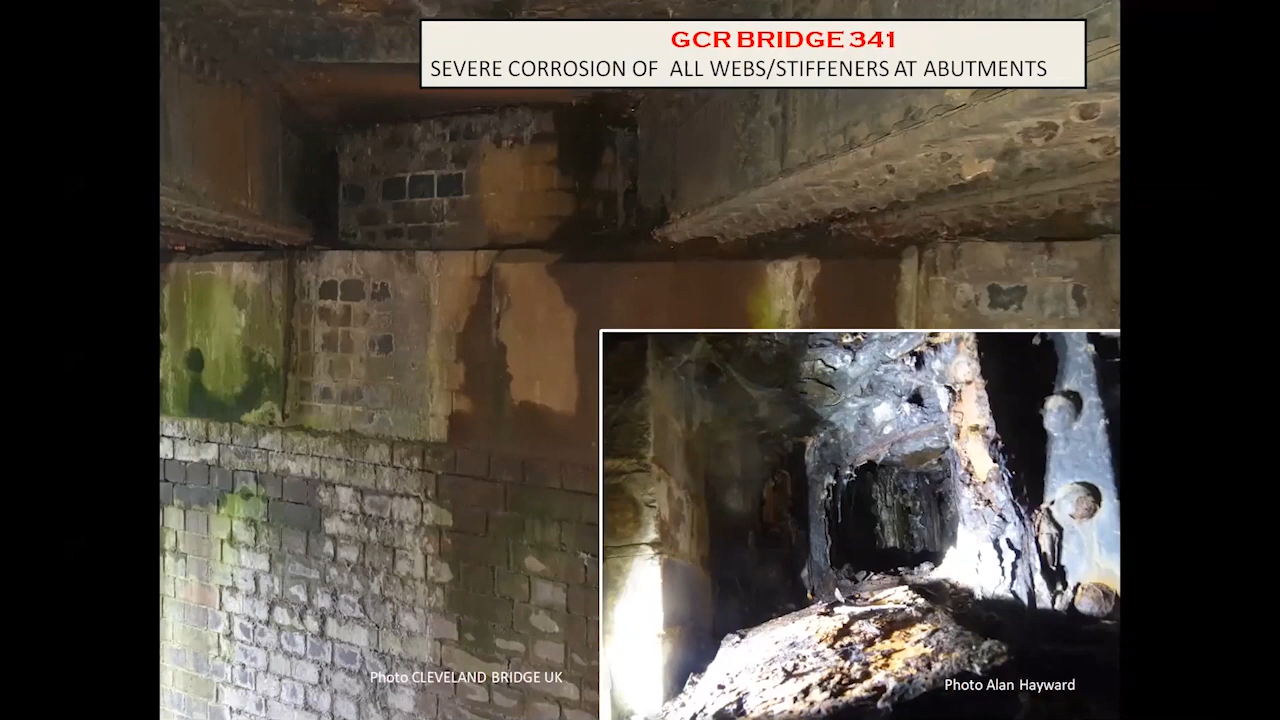 GCR BRIDGE 341
SEVERE CORROSION OF ALL WEBS/STIFFENERS AT ABUTMENTS
Photo CLEVELAND BRIDGE UK
Photo Alan Hayward